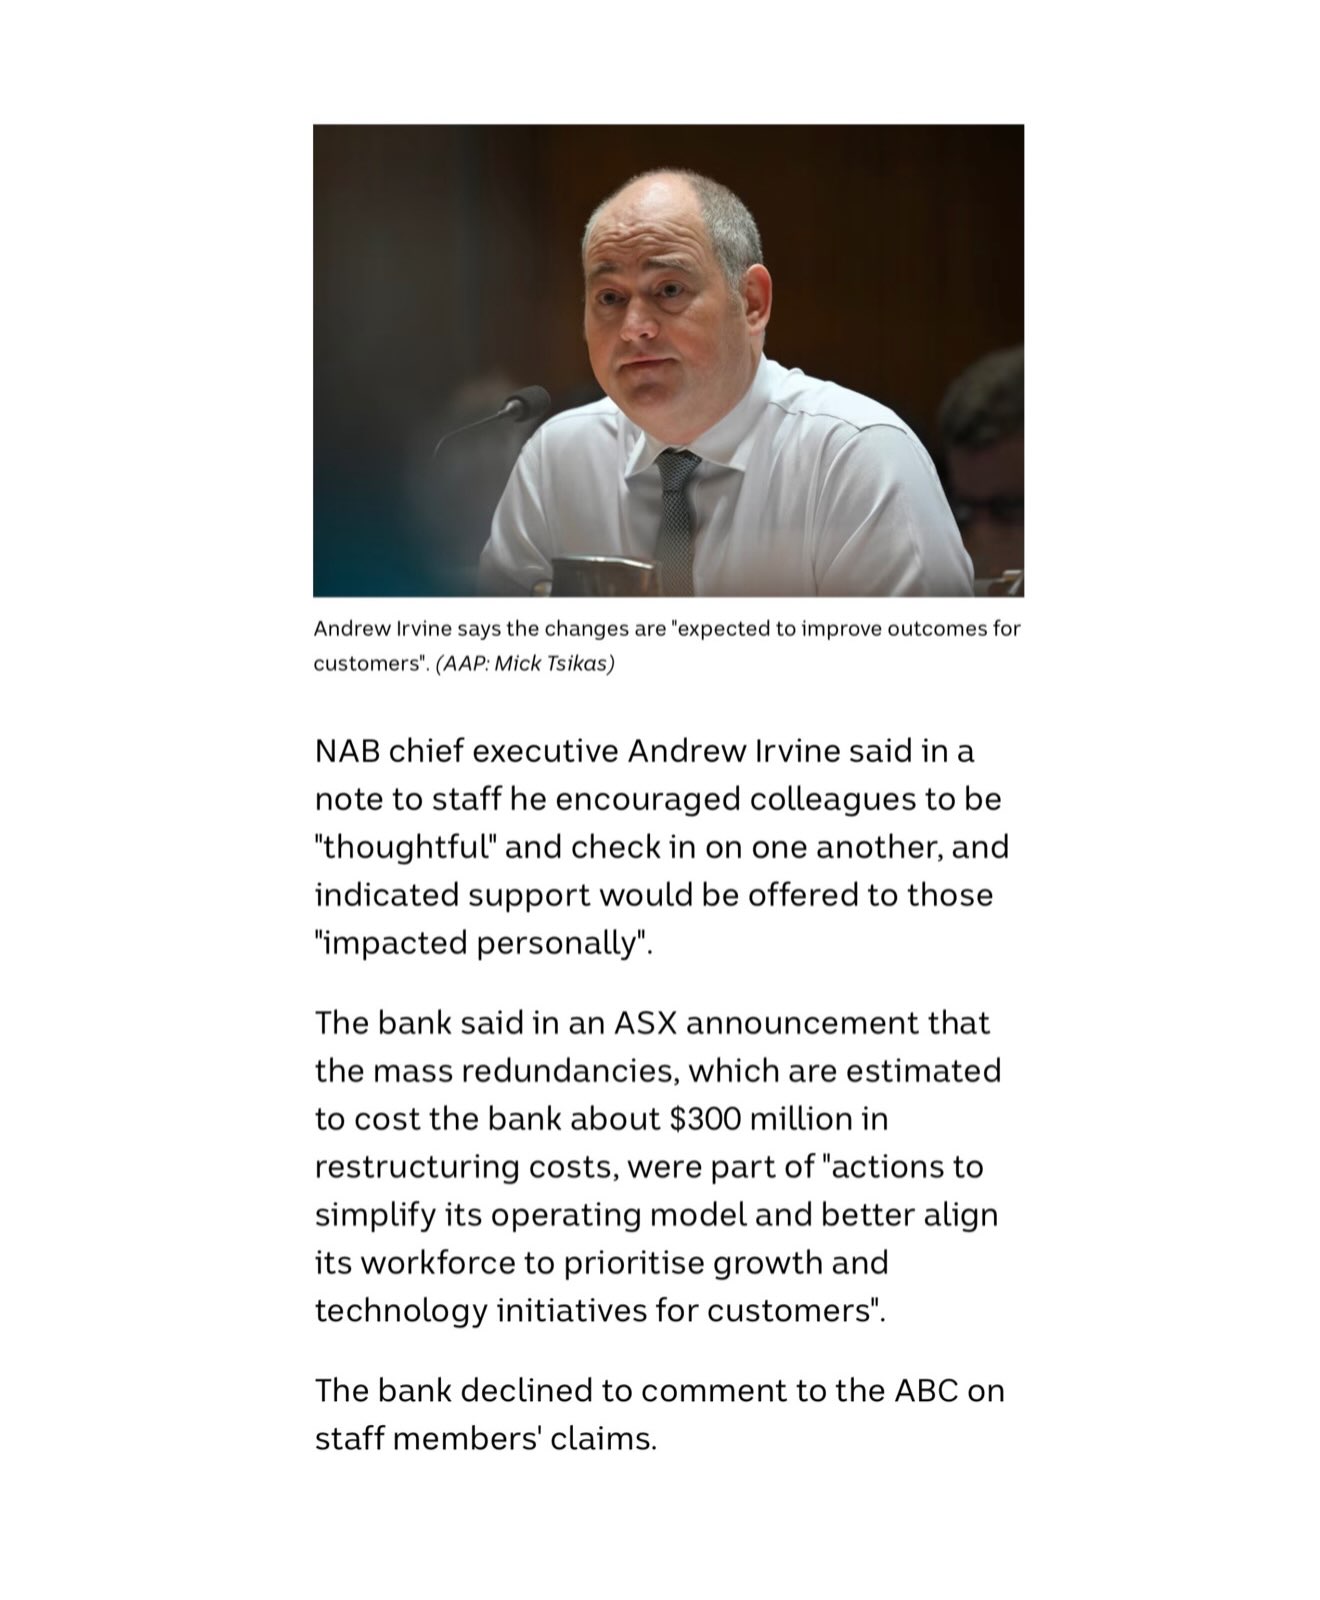 Andrew Irvine says the changes are "expected to improve outcomes for
customers". (AAP: Mick Tsikas)
NAB chief executive Andrew Irvine said in a
note to staff he encouraged colleagues to be
"thoughtful" and check in on one another, and
indicated support would be offered to those
"impacted personally".
The bank said in an ASX announcement that
the mass redundancies, which are estimated
to cost the bank about $300 million in
restructuring costs, were part of "actions to
simplify its operating model and better align
its workforce to prioritise growth and
technology initiatives for customers".
The bank declined to comment to the ABC on
staff members' claims.